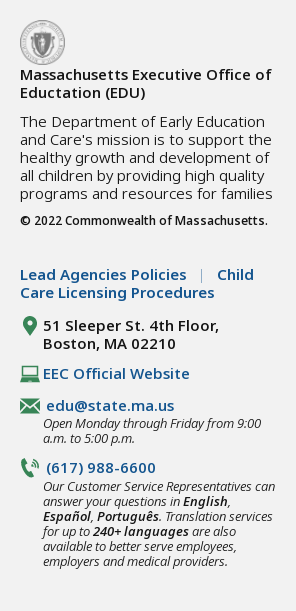 Massachusetts Executive Office of
Eductation (EDU)
The Department of Early Education
and Care's mission is to support the
healthy growth and development of
all children by providing high quality
programs and resources for families
© 2022 Commonwealth of Massachusetts.
Lead Agencies Policies | Child
Care Licensing Procedures
51 Sleeper St. 4th Floor,
Boston, MA 02210
EEC Official Website
edu@state.ma.us
Open Monday through Friday from 9:00
a.m. to 5:00 p.m.
(617) 988-6600
Our Customer Service Representatives can
answer your questions in English,
Español, Português. Translation services
for up to 240+ languages are also
available to better serve employees,
employers and medical providers.